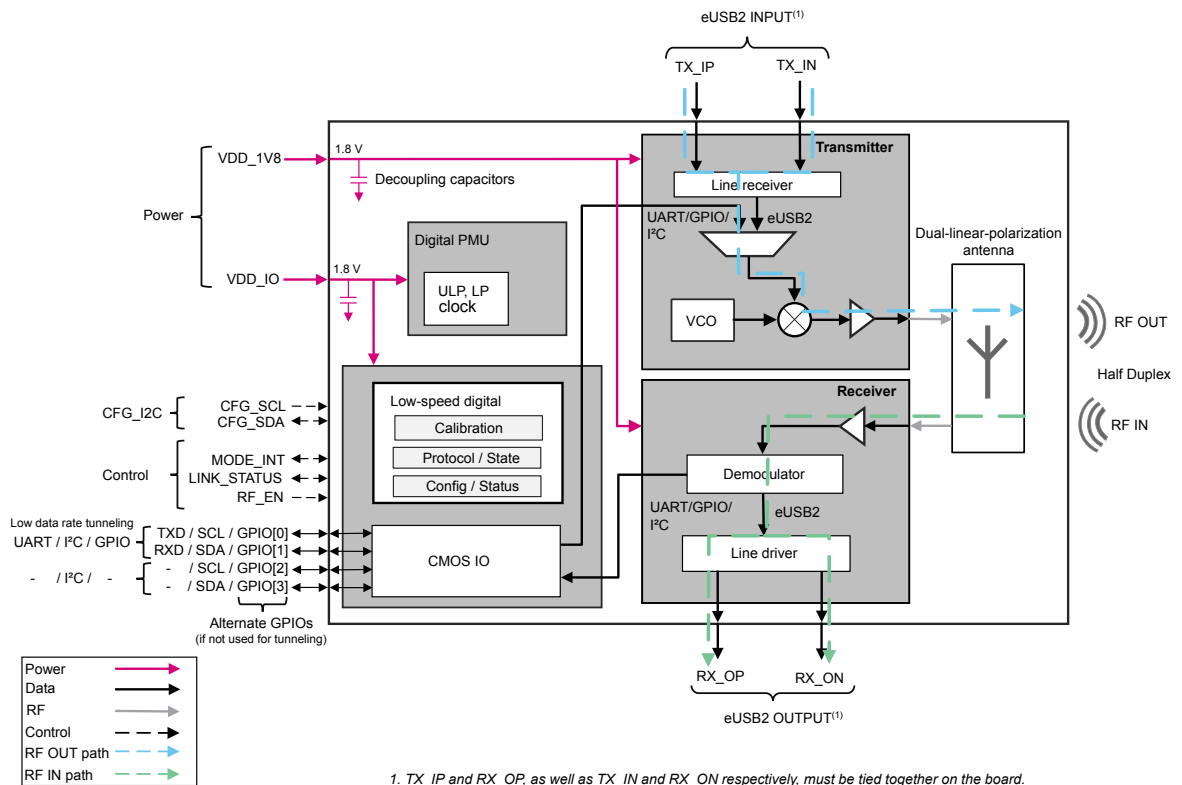 eUSB2 INPUT(1)
TX_IP
TX_IN
Transmitter
1.8 V
VDD_1V8
Decoupling capacitors
Line receiver
UART/GPIO/
I²C
eUSB2
Power
Digital PMU
Dual-linear-polarization
antenna
1.8 V
VDD_IO
ULP, LP
clock
VCO
RF OUT
Half Duplex
Receiver
RF IN
Low-speed digital
CFG_I2C
CFG_SCL
CFG_SDA
Calibration
Protocol / State
Config / Status
Control
MODE_INT
LINK_STATUS
RF_EN
Demodulator
UART/GPIO/
I²C
eUSB2
Low data rate tunneling
UART / I²C / GPIO
TXD / SCL / GPIO[0]
RXD / SDA / GPIO[1]
- / I²C / -
- / SCL / GPIO[2]
- / SDA / GPIO[3]
CMOS IO
Line driver
Alternate GPIOs
(if not used for tunneling)
RX_OP
RX_ON
eUSB2 OUTPUT(1)
Power
Data
RF
Control
RF OUT path
RF IN path
1. TX_IP and RX_OP, as well as TX_IN and RX_ON respectively, must be tied together on the board.